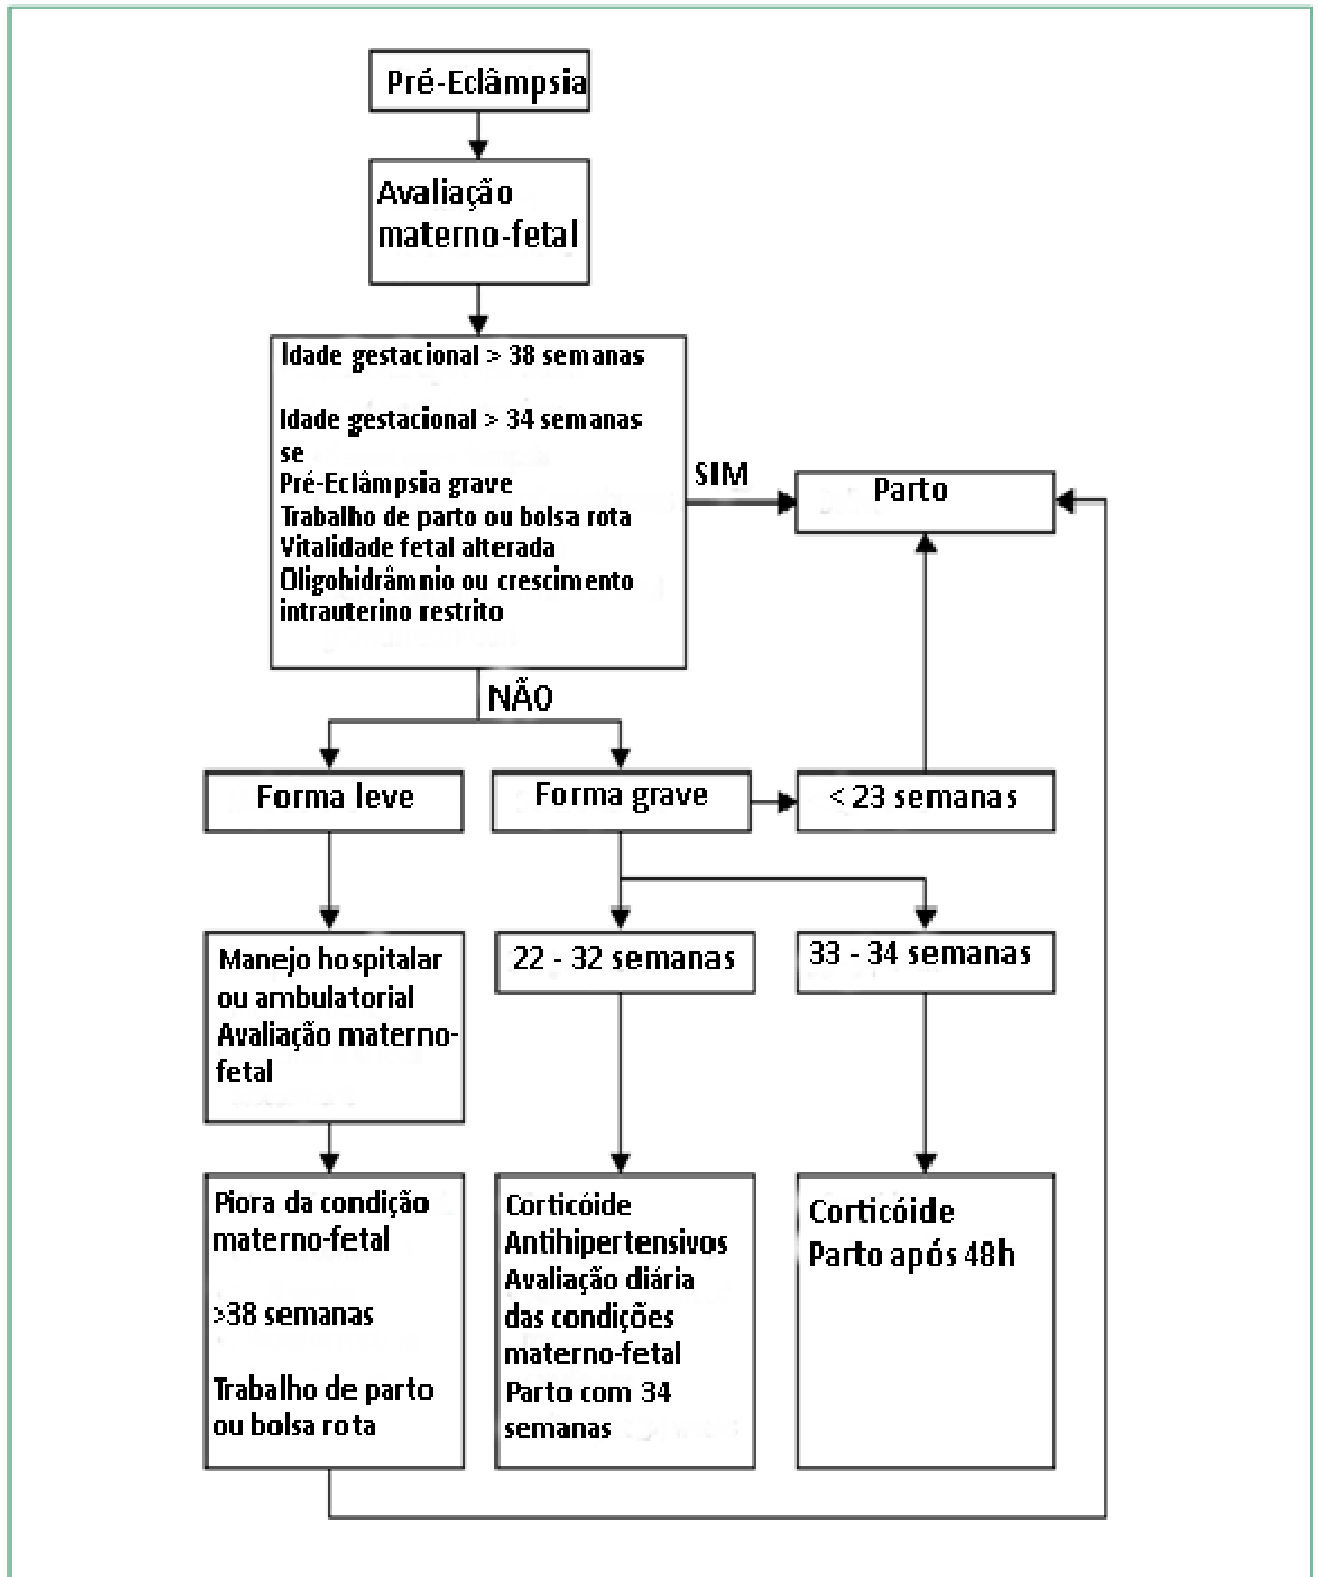 Pré-Eclâmpsia
Avaliação
materno-fetal
Idade gestacional > 38 semanas
Idade gestacional > 34 semanas
se
Pré-Eclâmpsia grave
Trabalho de parto ou bolsa rota
Vitalidade fetal alterada
Oligohidrâmnio ou crescimento
intrauterino restrito
SIM
Parto
NÃO
Forma leve
Forma grave
< 23 semanas
Manejo hospitalar
ou ambulatorial
Avaliação materno-
fetal
22 - 32 semanas
33 - 34 semanas
Piora da condição
materno-fetal
>38 semanas
Trabalho de parto
ou bolsa rota
Corticóide
Antihipertensivos
Avaliação diária
das condições
materno-fetal
Parto com 34
semanas
Corticóide
Parto após 48h